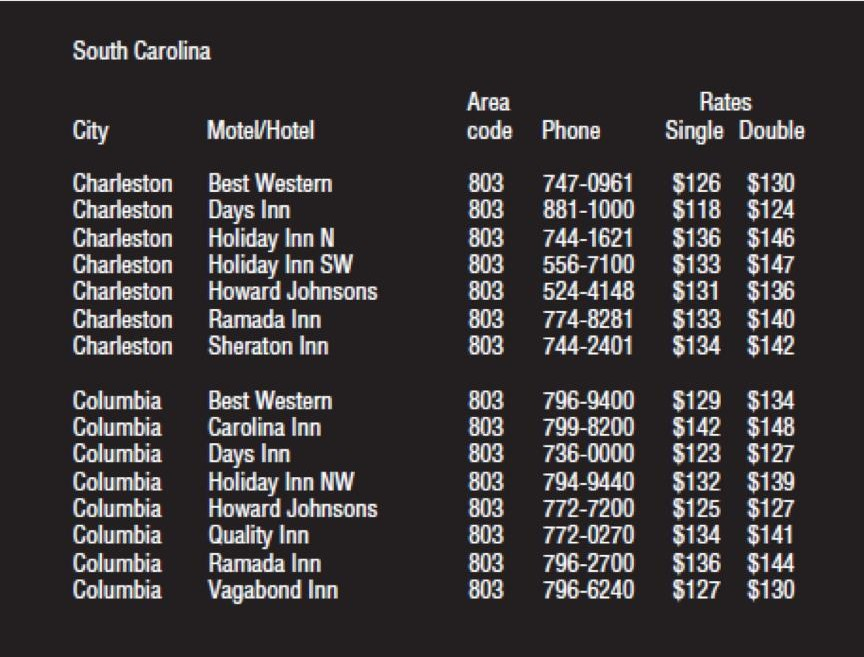 South Carolina
Area Rates
City Motel/Hotel code Phone Single Double
Charleston Best Western 803 747-0961 $126 $130
Charleston Days Inn 803 881-1000 $118 $124
Charleston Holiday Inn N 803 744-1621 $136 $146
Charleston Holiday Inn SW 803 556-7100 $133 $147
Charleston Howard Johnsons 803 524-4148 $131 $136
Charleston Ramada Inn 803 774-8281 $133 $140
Charleston Sheraton Inn 803 744-2401 $134 $142
Columbia Best Western 803 796-9400 $129 $134
Columbia Carolina Inn 803 799-8200 $142 $148
Columbia Days Inn 803 736-0000 $123 $127
Columbia Holiday Inn NW 803 794-9440 $132 $139
Columbia Howard Johnsons 803 772-7200 $125 $127
Columbia Quality Inn 803 772-0270 $134 $141
Columbia Ramada Inn 803 796-2700 $136 $144
Columbia Vagabond Inn 803 796-6240 $127 $130